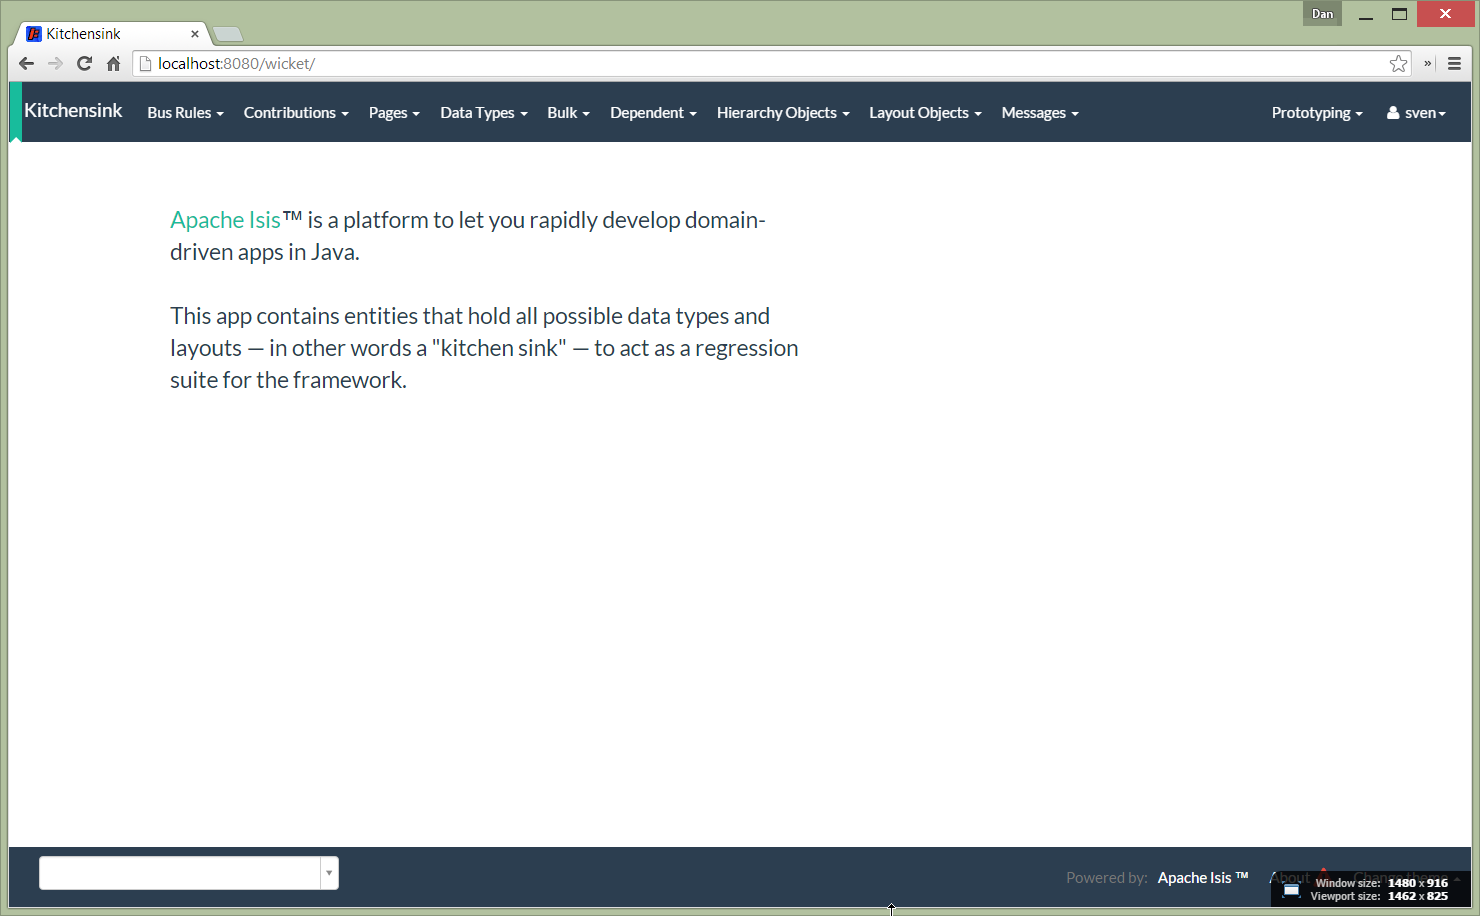 Dan
Kitchensink
localhost:8080/wicket/
»
Kitchensink Bus Rules Contributions Pages Data Types Bulk Dependent Hierarchy Objects Layout Objects Messages Prototyping sven
Apache Isis™ is a platform to let you rapidly develop domain-
driven apps in Java.
This app contains entities that hold all possible data types and
layouts — in other words a "kitchen sink" — to act as a regression
suite for the framework.
Powered by: Apache Isis ™ About Change theme
Window size: 1480 x 916
Viewport size: 1462 x 825